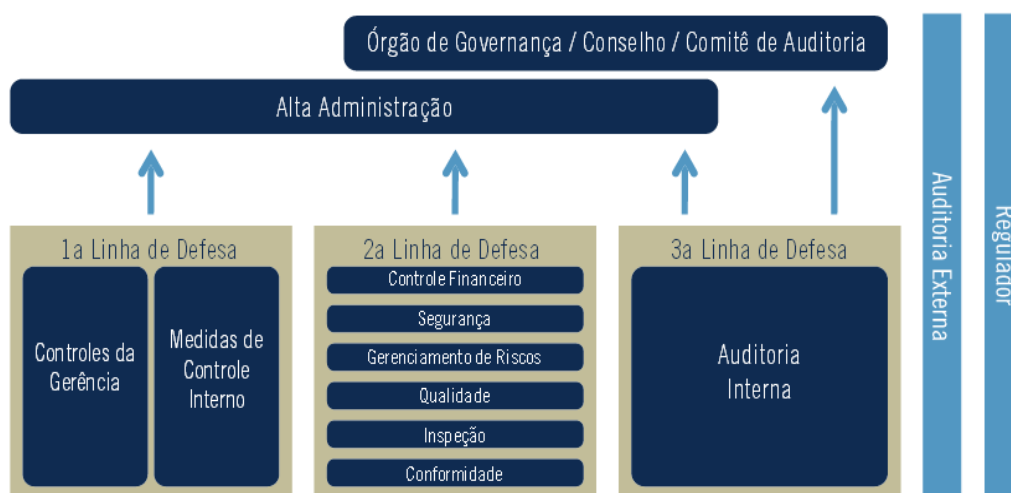 Órgão de Governança / Conselho / Comitê de Auditoria
Alta Administração
1a Linha de Defesa
Controles da
Gerência
Medidas de
Controle
Interno
2a Linha de Defesa
Controle Financeiro
Segurança
Gerenciamento de Riscos
Qualidade
Inspeção
Conformidade
3a Linha de Defesa
Auditoria
Interna
Auditoria Externa
Regulador